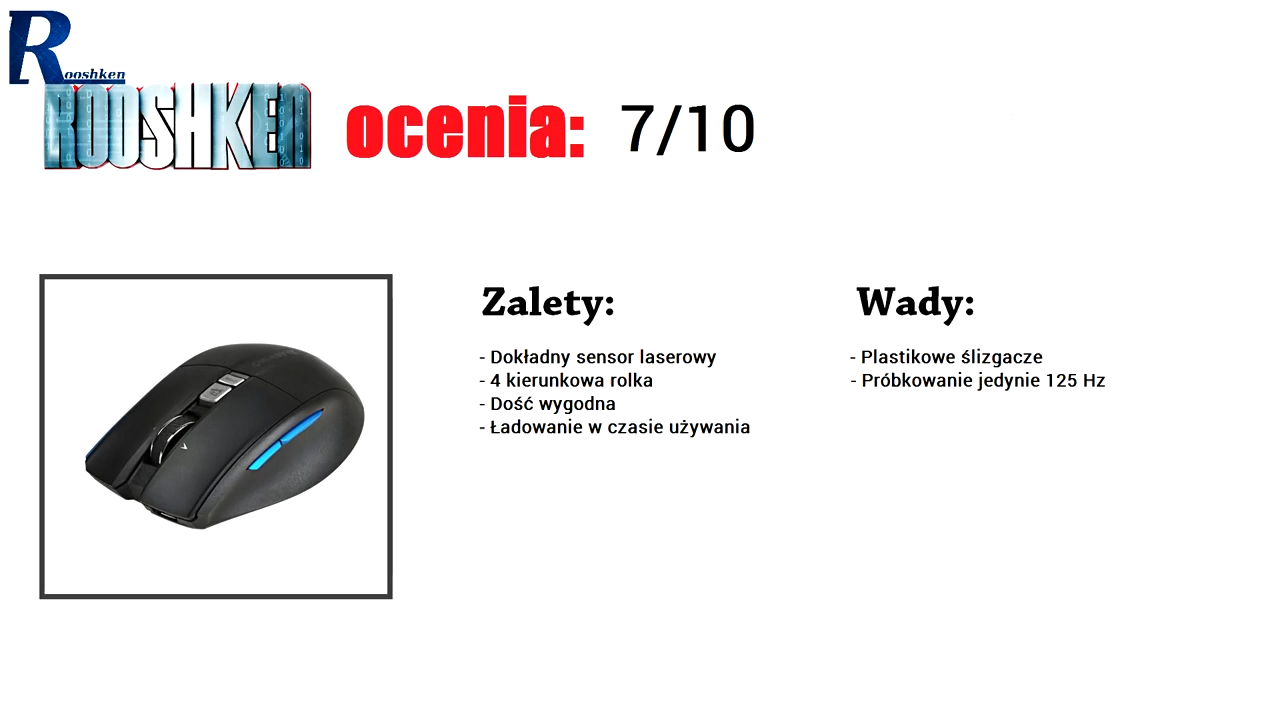 Rooshken
ROOSHKEN ocenia: 7/10
Zalety:
- Dokładny sensor laserowy
- 4 kierunkowa rolka
- Dość wygodna
- Ładowanie w czasie używania
Wady:
- Plastikowe ślizgacze
- Próbkowanie jedynie 125 Hz